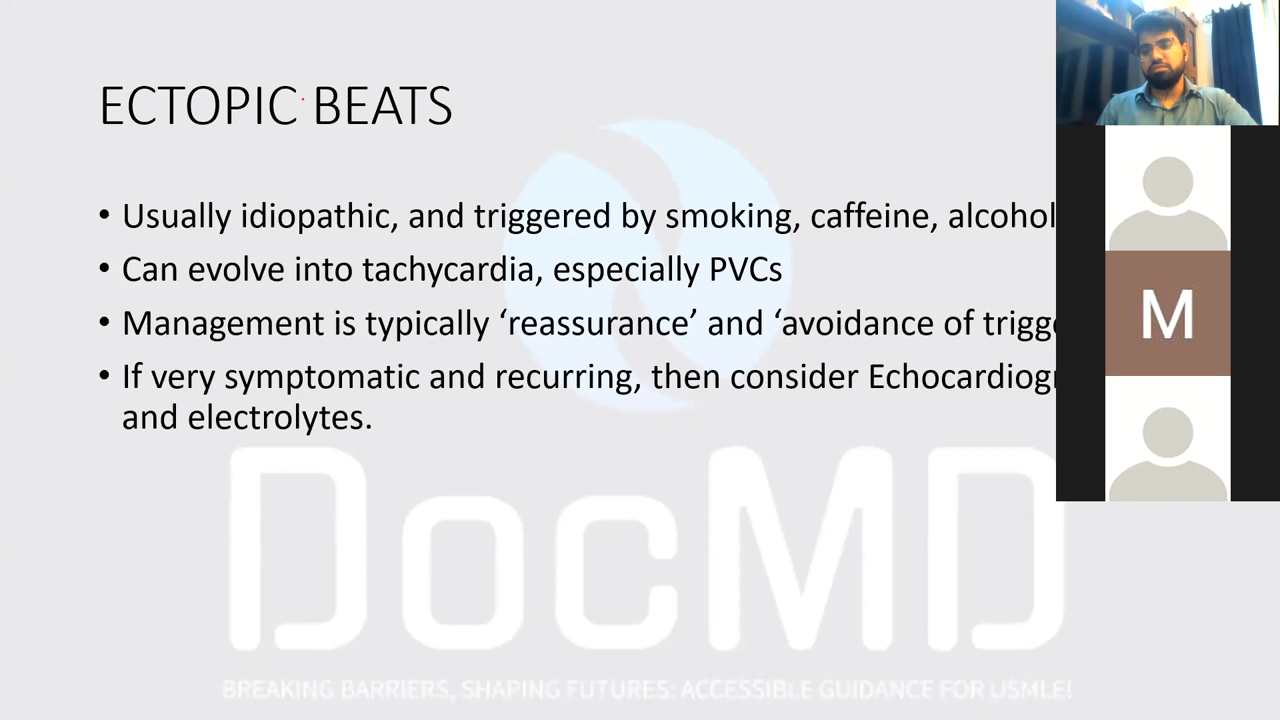 ECTOPIC BEATS
• Usually idiopathic, and triggered by smoking, caffeine, alcohol
• Can evolve into tachycardia, especially PVCs
• Management is typically ‘reassurance’ and ‘avoidance of
• If very symptomatic and recurring, then consider
and electrolytes.
M
DocMD
BREAKING BARRIERS, SHAPING FUTURES: ACCESSIBLE GUIDANCE FOR USMLE!